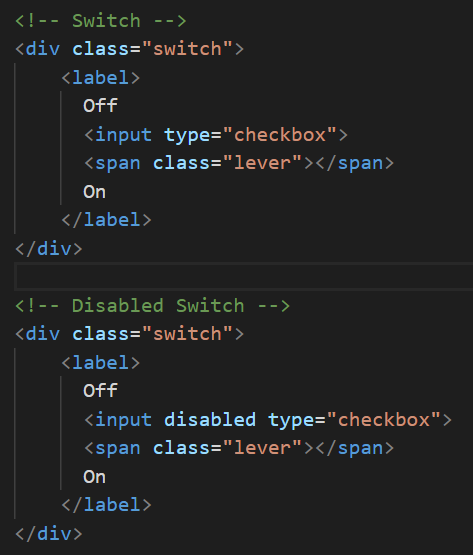 <!-- Switch -->
<div class="switch">
<label>
Off
<input type="checkbox">
<span class="lever"></span>
On
</label>
</div>
<!-- Disabled Switch -->
<div class="switch">
<label>
Off
<input disabled type="checkbox">
<span class="lever"></span>
On
</label>
</div>